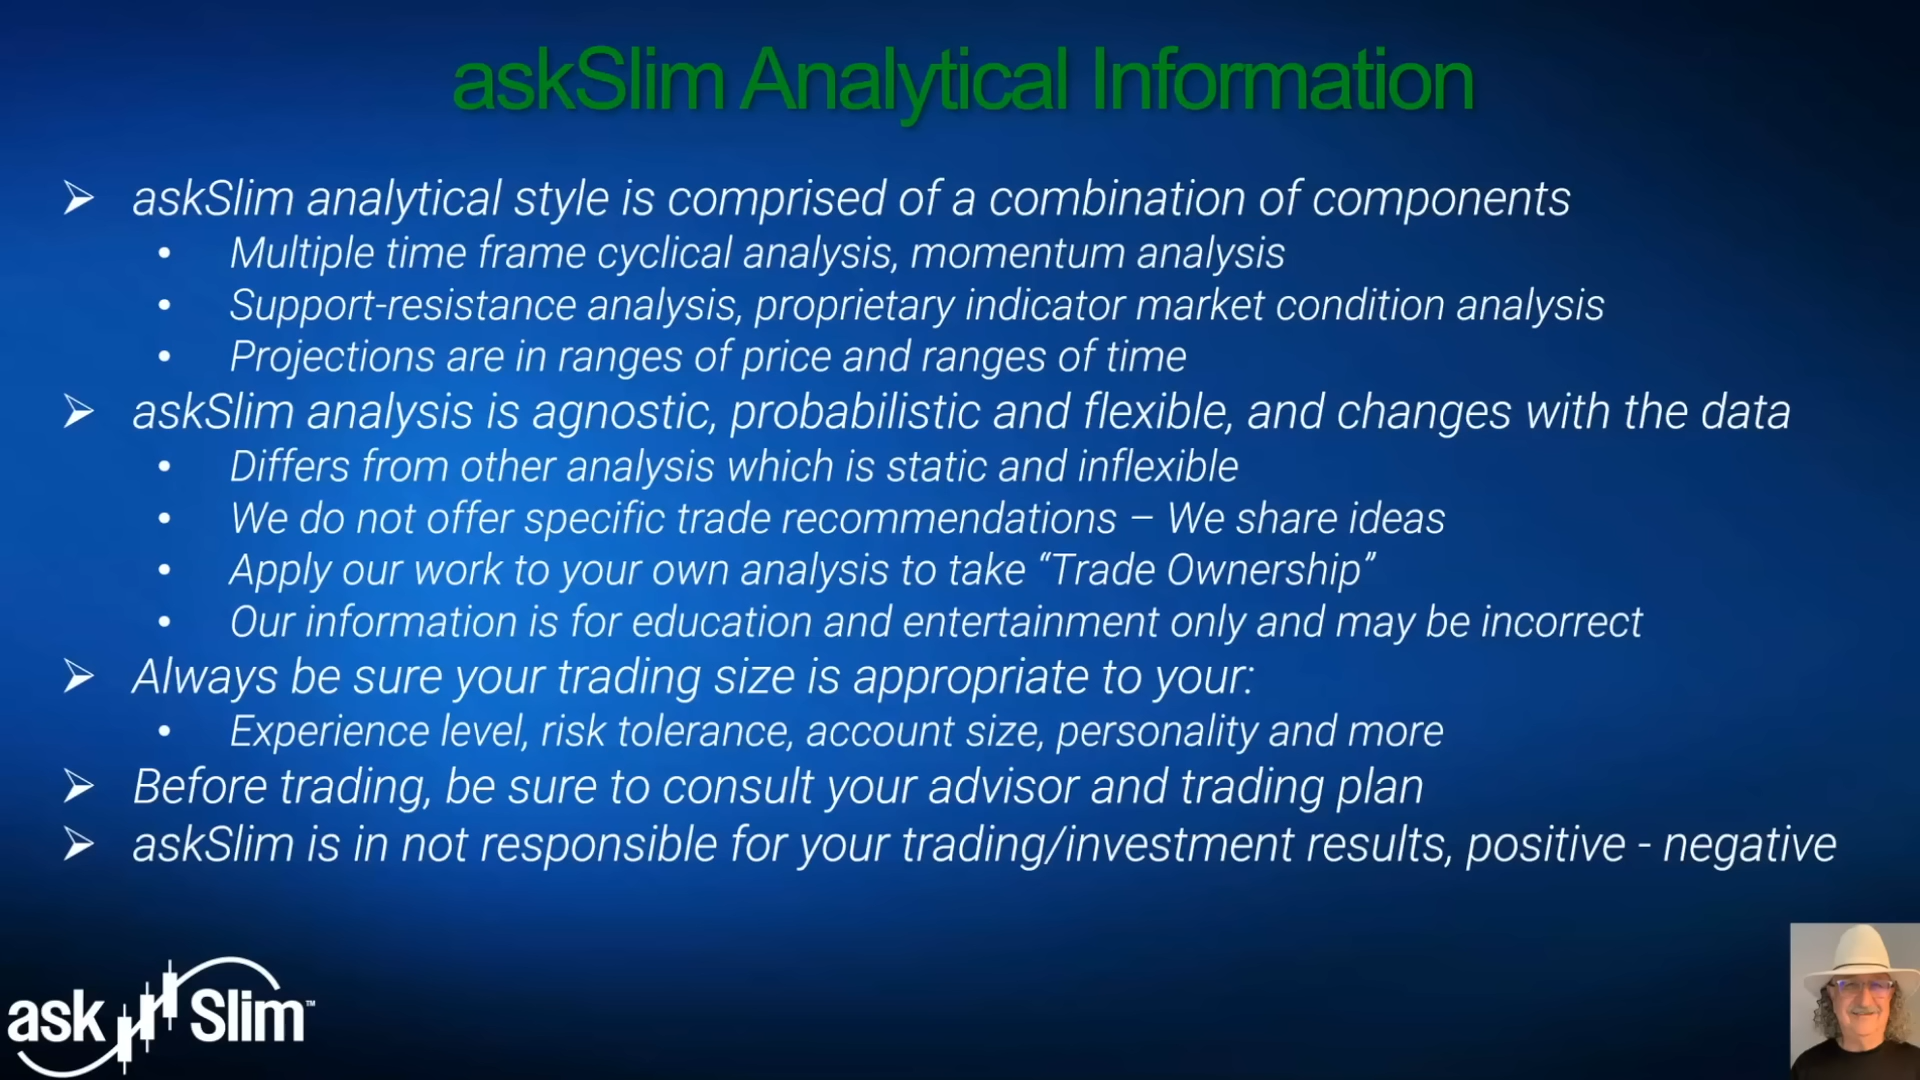 askSlim Analytical Information
askSlim analytical style is comprised of a combination of components
Multiple time frame cyclical analysis, momentum analysis
Support-resistance analysis, proprietary indicator market condition analysis
Projections are in ranges of price and ranges of time
askSlim analysis is agnostic, probabilistic and flexible, and changes with the data
Differs from other analysis which is static and inflexible
We do not offer specific trade recommendations – We share ideas
Apply our work to your own analysis to take “Trade Ownership”
Our information is for education and entertainment only and may be incorrect
Always be sure your trading size is appropriate to your:
Experience level, risk tolerance, account size, personality and more
Before trading, be sure to consult your advisor and trading plan
askSlim is in not responsible for your trading/investment results, positive - negative
ask Slim™